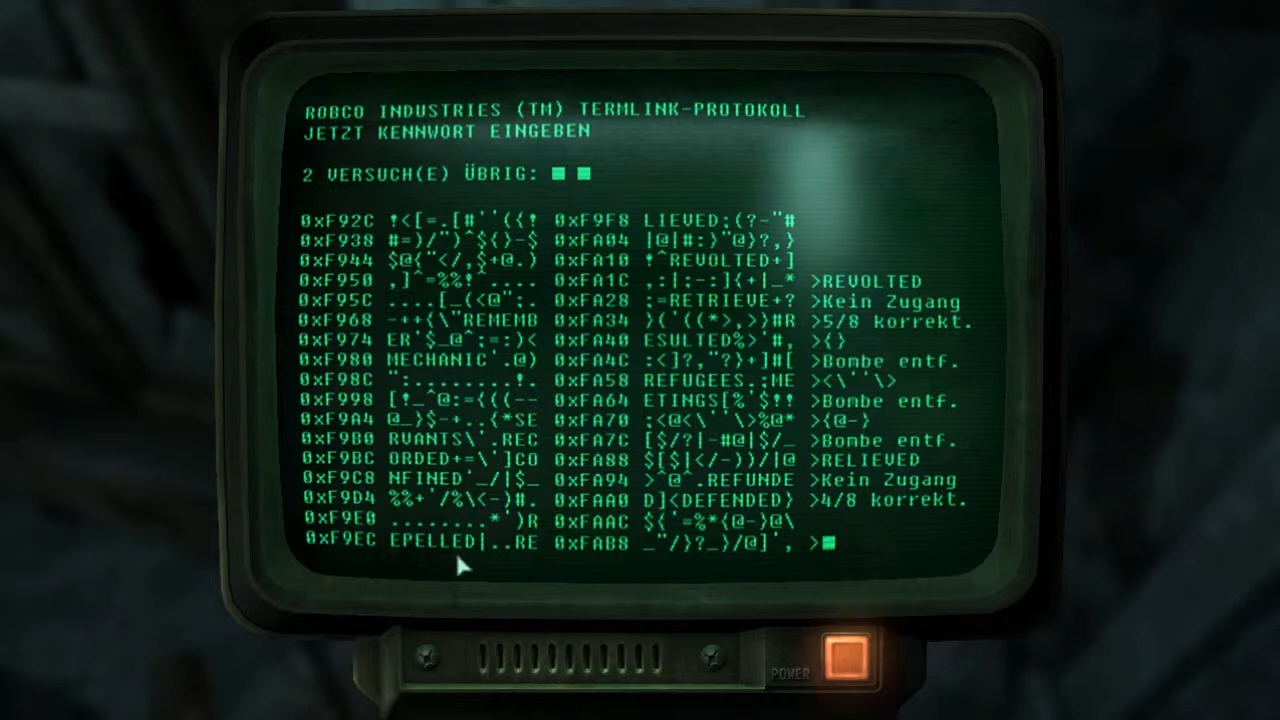 ROBCO INDUSTRIES (TM) TERMLINK-PROTOKOLL
JETZT KENNWORT EINGEBEN
2 VERSUCH(E) ÜBRIG: ■ ■
0xF92C !<[=.[#''({! 0xF9F8 LIEVED;(?-"#
0xF938 #=)/")^${}-$ 0xFA04 |@|#:}"@}?,}
0xF944 $@{"</,$+@.) 0xFA10 !^REVOLTED+]
0xF950 ,]^=%%!^.... 0xFA1C ,:|:-:]{+|_* >REVOLTED
0xF95C ....[_(<@";. 0xFA28 ;=RETRIEVE+? >Kein Zugang
0xF968 -++{\"REMEMB 0xFA34 }('((*>,>}#R >5/8 korrekt.
0xF974 ER'$_@^:=:)< 0xFA40 ESULTED%>'#, >{}
0xF980 MECHANIC'.@) 0xFA4C :<]?,"?}+]#[ >Bombe entf.
0xF98C ":.........!. 0xFA58 REFUGEES.;ME ><\''\>
0xF998 [!_^@:={((-- 0xFA64 ETINGS[%'$!! >Bombe entf.
0xF9A4 @_}$-+..{*SE 0xFA70 ;<@<\''\>%@* >{@-}
0xF9B0 RVANTS\'.REC 0xFA7C [$/?|-#@|$/_ >Bombe entf.
0xF9BC ORDED+=\']CO 0xFA88 $[$|</-))/|@ >RELIEVED
0xF9C8 NFINED'_/|$_ 0xFA94 >^@^.REFUNDE >Kein Zugang
0xF9D4 %%+'/%\<-)#. 0xFAA0 D]<DEFENDED} >4/8 korrekt.
0xF9E0 ........*')R 0xFAAC ${'=%*{@-}@\
0xF9EC EPELLED|..RE 0xFAB8 _"/}?_}/@]', >■
POWER